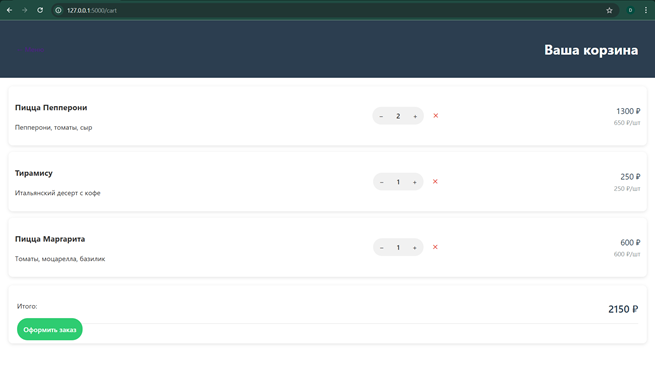 127.0.0.1:5000/cart
D
Ваша корзина
Пицца Пепперони
Пепперони, томаты, сыр
− 2 + ✕
1300 ₽
650 ₽/шт
Тирамису
Итальянский десерт с кофе
− 1 + ✕
250 ₽
250 ₽/шт
Пицца Маргарита
Томаты, моцарелла, базилик
− 1 + ✕
600 ₽
600 ₽/шт
Итого:
2150 ₽
Оформить заказ